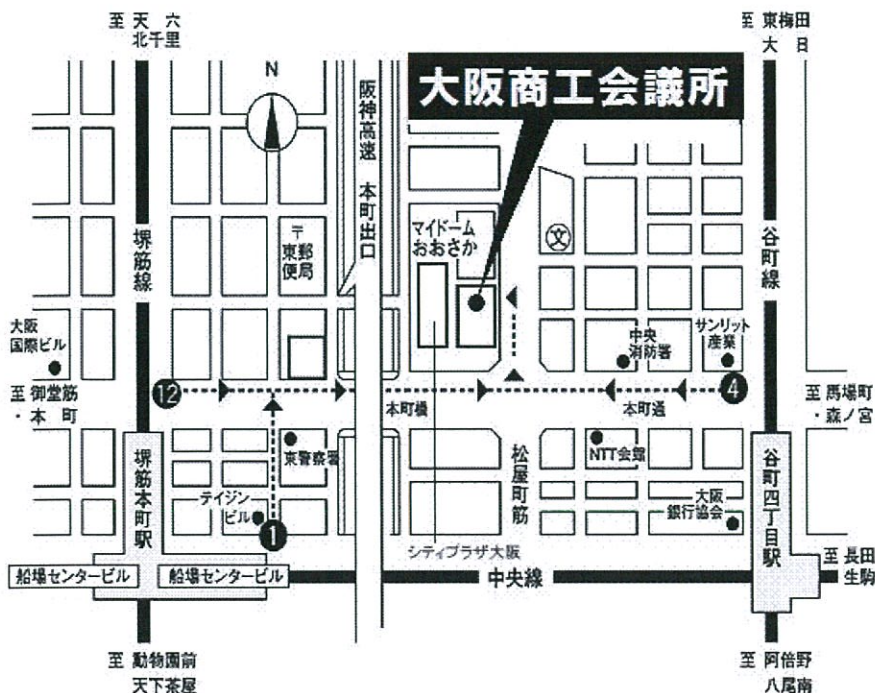 至 天 六
北千里
至 東梅田
大 日
N
大阪商工会議所
阪神高速 本町出口
〒
東郵
便局
マイドーム
おおさか
文
堺筋線
谷町線
大阪
国際ビル
中央
消防署
サンリット
産業
至 御堂筋
・本 町
12
本町橋
本町通
4
至 馬場町
・森ノ宮
東警察署
NTT会館
松屋町筋
堺筋本町駅
テイジン
ビル
1
大阪
銀行協会
谷町四丁目駅
シティプラザ大阪
船場センタービル
船場センタービル
中央線
至 長田
生駒
至 動物園前
天下茶屋
至 阿倍野
八尾南